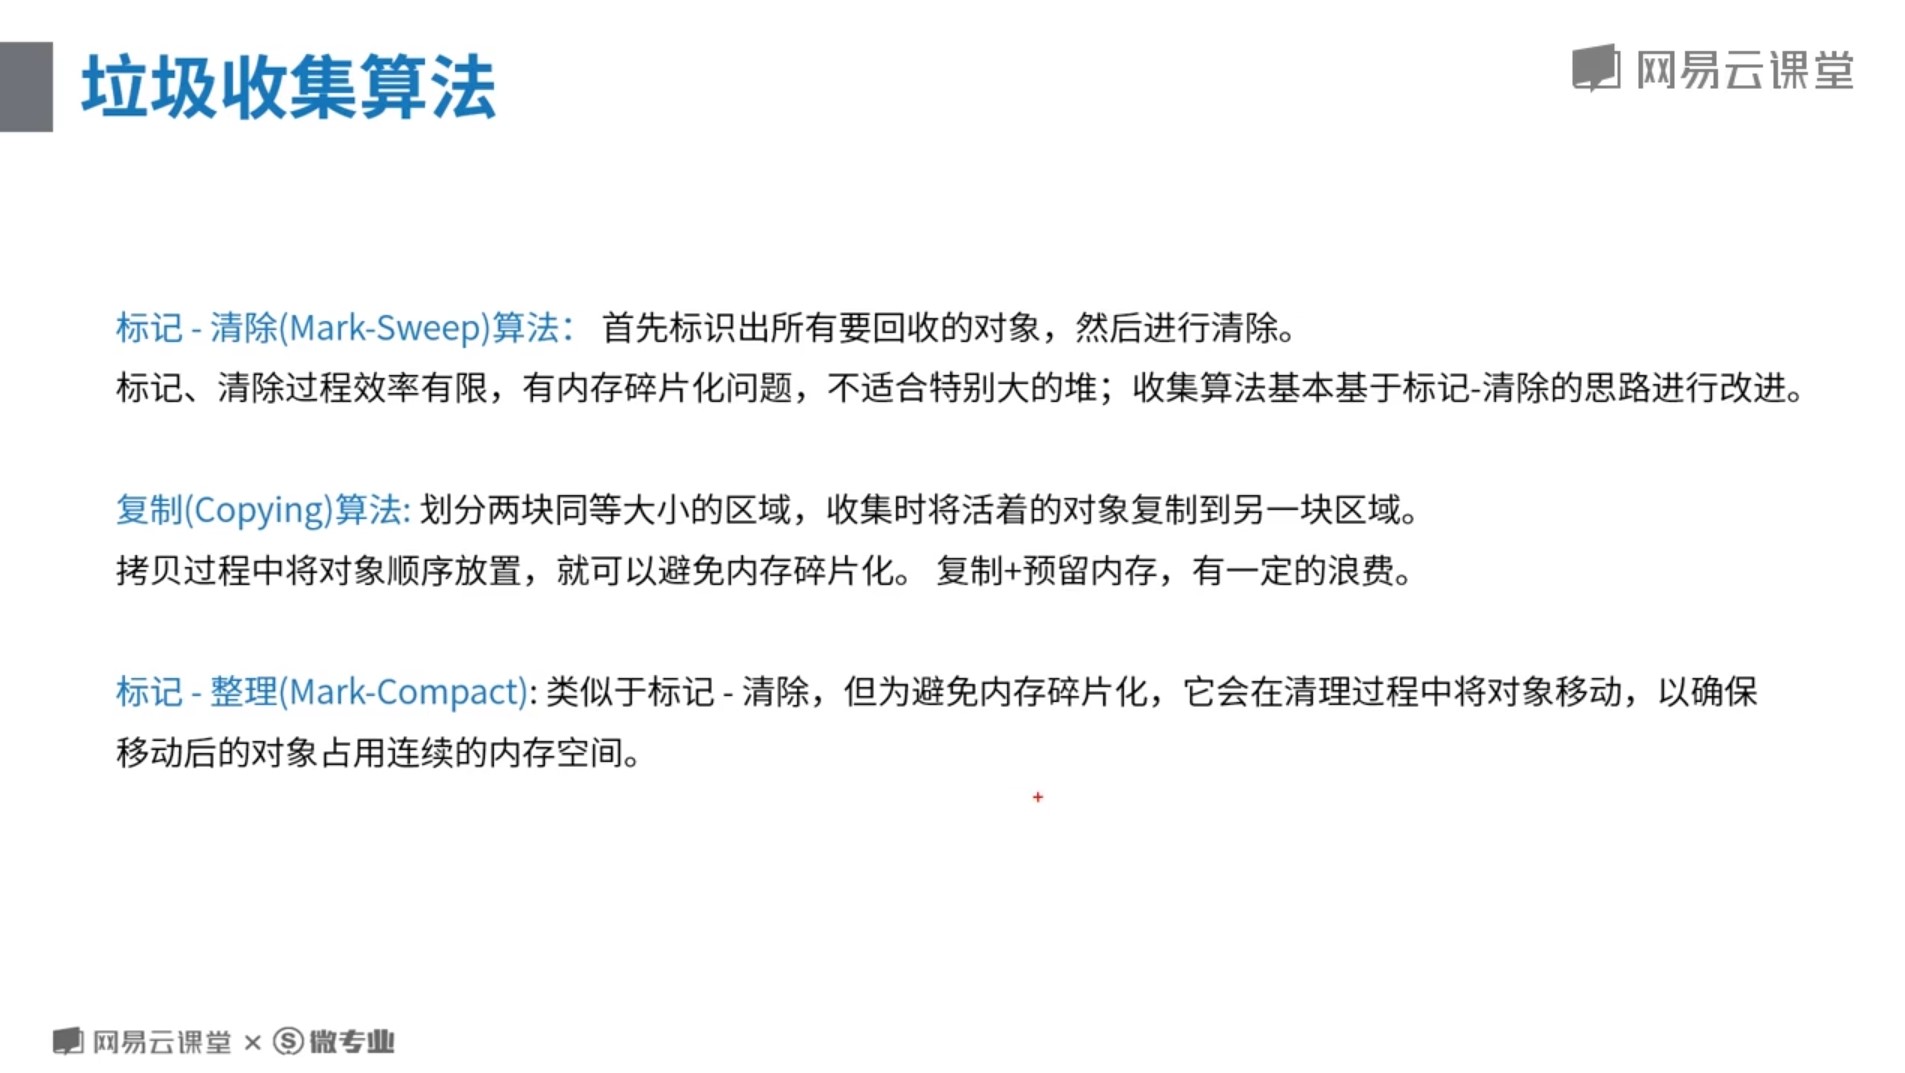 垃圾收集算法
网易云课堂
标记 - 清除(Mark-Sweep)算法： 首先标识出所有要回收的对象，然后进行清除。
标记、清除过程效率有限，有内存碎片化问题，不适合特别大的堆；收集算法基本基于标记-清除的思路进行改进。
复制(Copying)算法: 划分两块同等大小的区域，收集时将活着的对象复制到另一块区域。
拷贝过程中将对象顺序放置，就可以避免内存碎片化。 复制+预留内存，有一定的浪费。
标记 - 整理(Mark-Compact): 类似于标记 - 清除，但为避免内存碎片化，它会在清理过程中将对象移动，以确保
移动后的对象占用连续的内存空间。
网易云课堂 × 微专业